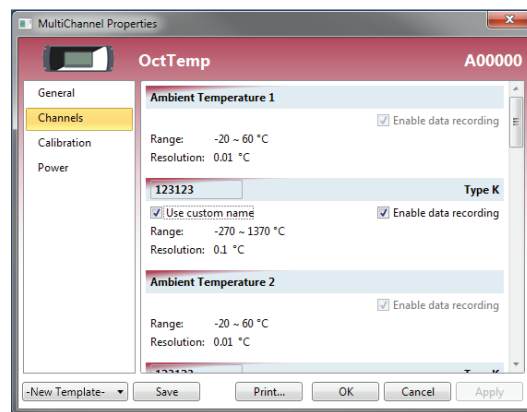 MultiChannel Properties
OctTemp A00000
General
Channels
Calibration
Power
Ambient Temperature 1
Enable data recording
Range: -20 ~ 60 °C
Resolution: 0.01 °C
123123 Type K
Use custom name Enable data recording
Range: -270 ~ 1370 °C
Resolution: 0.1 °C
Ambient Temperature 2
Enable data recording
Range: -20 ~ 60 °C
Resolution: 0.01 °C
-New Template- Save Print... OK Cancel Apply